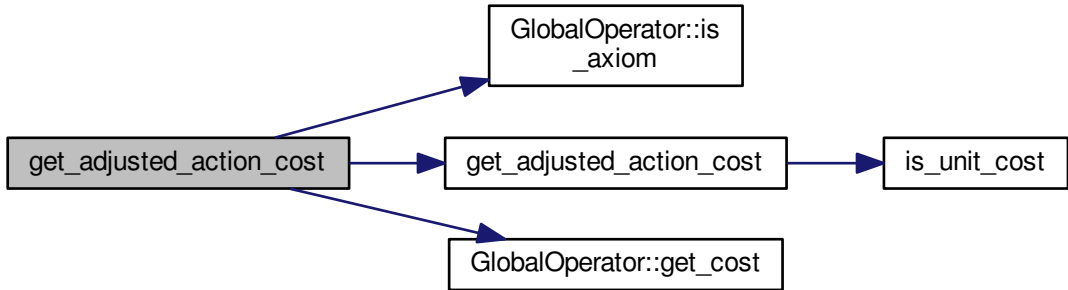 GlobalOperator::is
_axiom
get_adjusted_action_cost
get_adjusted_action_cost
is_unit_cost
GlobalOperator::get_cost